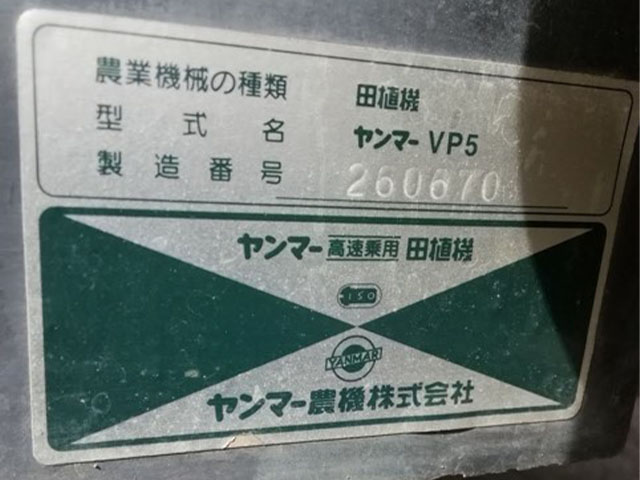 農業機械の種類 田植機
型式名 ヤンマー VP5
製造番号 260670
ヤンマー 高速乗用 田植機
ISO
YANMAR
ヤンマー農機株式会社